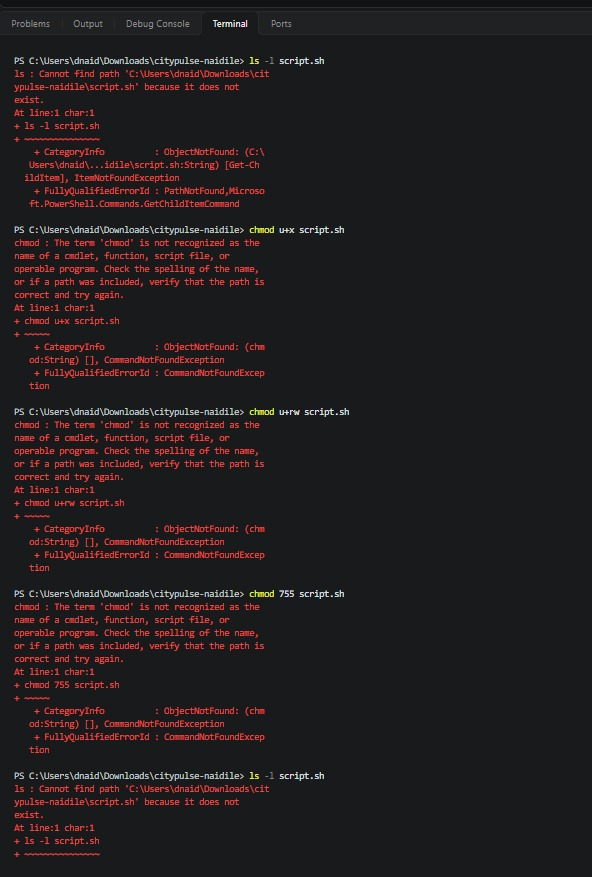 Problems Output Debug Console Terminal Ports
PS C:\Users\dnaid\Downloads\citypulse-naidile> ls -l script.sh
ls : Cannot find path 'C:\Users\dnaid\Downloads\cit
ypulse-naidile\script.sh' because it does not
exist.
At line:1 char:1
+ ls -l script.sh
+ ~~~~~~~~~~~~~~~
    + CategoryInfo          : ObjectNotFound: (C:\
   Users\dnaid\...idile\script.sh:String) [Get-Ch
  ildItem], ItemNotFoundException
    + FullyQualifiedErrorId : PathNotFound,Microso
   ft.PowerShell.Commands.GetChildItemCommand
PS C:\Users\dnaid\Downloads\citypulse-naidile> chmod u+x script.sh
chmod : The term 'chmod' is not recognized as the
name of a cmdlet, function, script file, or
operable program. Check the spelling of the name,
or if a path was included, verify that the path is
correct and try again.
At line:1 char:1
+ chmod u+x script.sh
+ ~~~~~
    + CategoryInfo          : ObjectNotFound: (chm
   od:String) [], CommandNotFoundException
    + FullyQualifiedErrorId : CommandNotFoundExcep
   tion
PS C:\Users\dnaid\Downloads\citypulse-naidile> chmod u+rw script.sh
chmod : The term 'chmod' is not recognized as the
name of a cmdlet, function, script file, or
operable program. Check the spelling of the name,
or if a path was included, verify that the path is
correct and try again.
At line:1 char:1
+ chmod u+rw script.sh
+ ~~~~~
    + CategoryInfo          : ObjectNotFound: (chm
   od:String) [], CommandNotFoundException
    + FullyQualifiedErrorId : CommandNotFoundExcep
   tion
PS C:\Users\dnaid\Downloads\citypulse-naidile> chmod 755 script.sh
chmod : The term 'chmod' is not recognized as the
name of a cmdlet, function, script file, or
operable program. Check the spelling of the name,
or if a path was included, verify that the path is
correct and try again.
At line:1 char:1
+ chmod 755 script.sh
+ ~~~~~
    + CategoryInfo          : ObjectNotFound: (chm
   od:String) [], CommandNotFoundException
    + FullyQualifiedErrorId : CommandNotFoundExcep
   tion
PS C:\Users\dnaid\Downloads\citypulse-naidile> ls -l script.sh
ls : Cannot find path 'C:\Users\dnaid\Downloads\cit
ypulse-naidile\script.sh' because it does not
exist.
At line:1 char:1
+ ls -l script.sh
+ ~~~~~~~~~~~~~~~